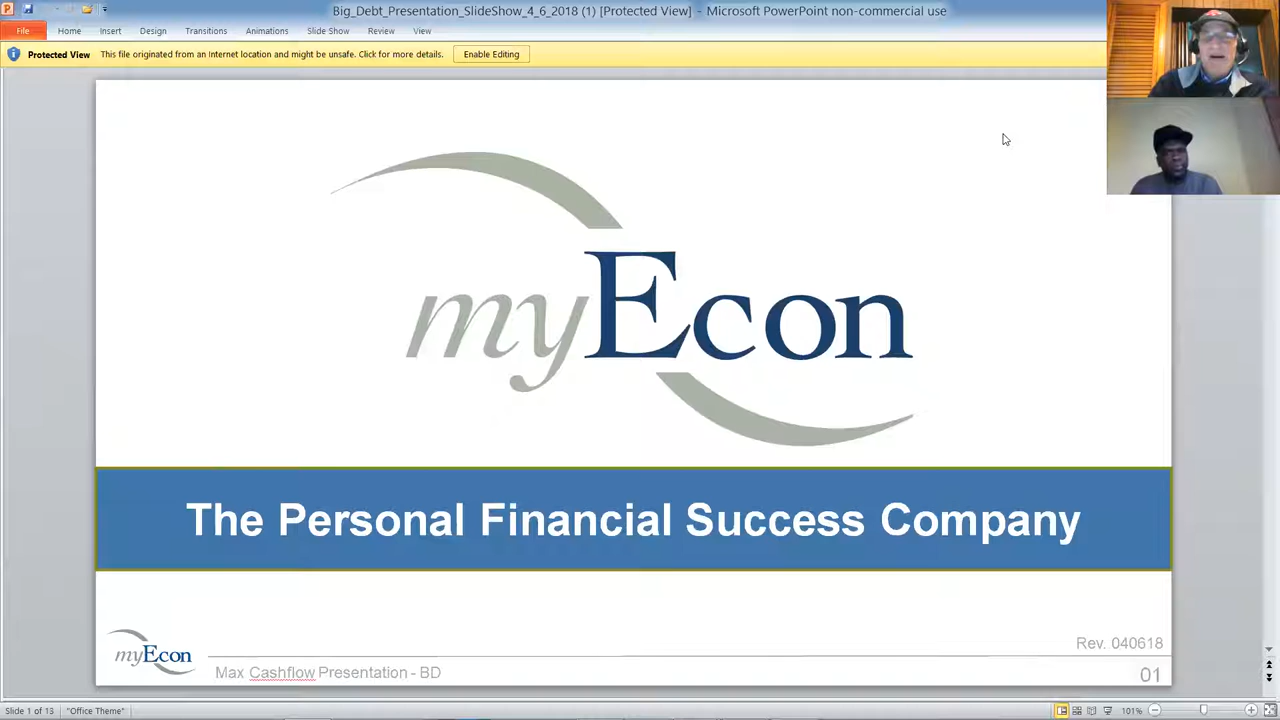 Big_Debt_Presentation_SlideShow_4_6_2018 (1) [Protected View] - Microsoft PowerPoint non-commercial use
File Home Insert Design Transitions Animations Slide Show Review View
Protected View This file originated from an Internet location and might be unsafe. Click for more details. Enable Editing
myEcon
The Personal Financial Success Company
Rev. 040618
myEcon
Max Cashflow Presentation - BD
01
Slide 1 of 13 "Office Theme" 101%